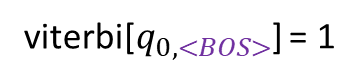 viterbi[q0,<BOS>] = 1